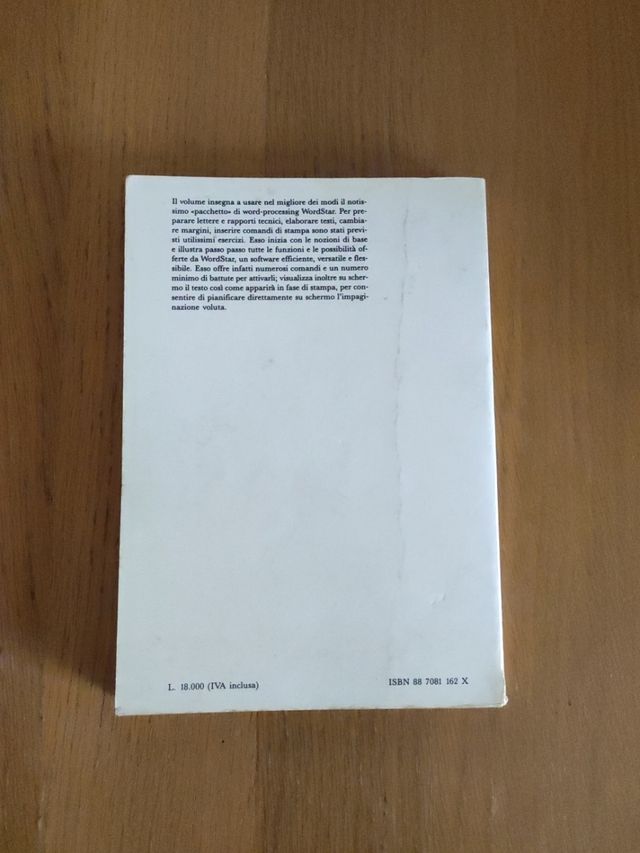 Il volume insegna a usare nel migliore dei modi il notis-
simo «pacchetto» di word-processing WordStar. Per pre-
parare lettere e rapporti tecnici, elaborare testi, cambia-
re margini, inserire comandi di stampa sono stati previ-
sti utilissimi esercizi. Esso inizia con le nozioni di base
e illustra passo passo tutte le funzioni e le possibilità of-
ferte da WordStar, un software efficiente, versatile e fles-
sibile. Esso offre infatti numerosi comandi e un numero
minimo di battute per attivarli; visualizza inoltre su scher-
mo il testo così come apparirà in fase di stampa, per con-
sentire di pianificare direttamente su schermo l'impagi-
nazione voluta.
L. 18.000 (IVA inclusa)
ISBN 88 7081 162 X